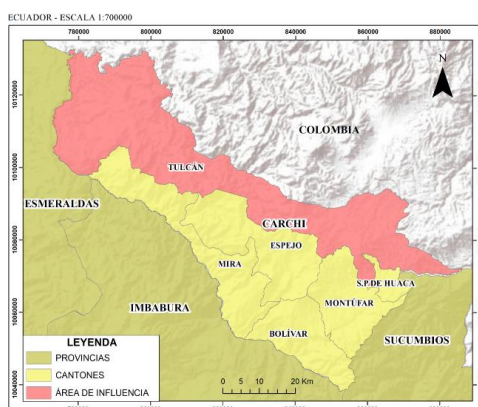 ECUADOR - ESCALA 1:700000
780000 800000 820000 840000 860000 880000
N
10120000
COLOMBIA
10100000
TULCÁN
ESMERALDAS
CARCHI
10080000
ESPEJO
MIRA
S.P. DE HUACA
MONTÚFAR
10060000
IMBABURA
BOLÍVAR
SUCUMBIOS
LEYENDA
PROVINCIAS
CANTONES
ÁREA DE INFLUENCIA
0 5 10 20 Km
10040000